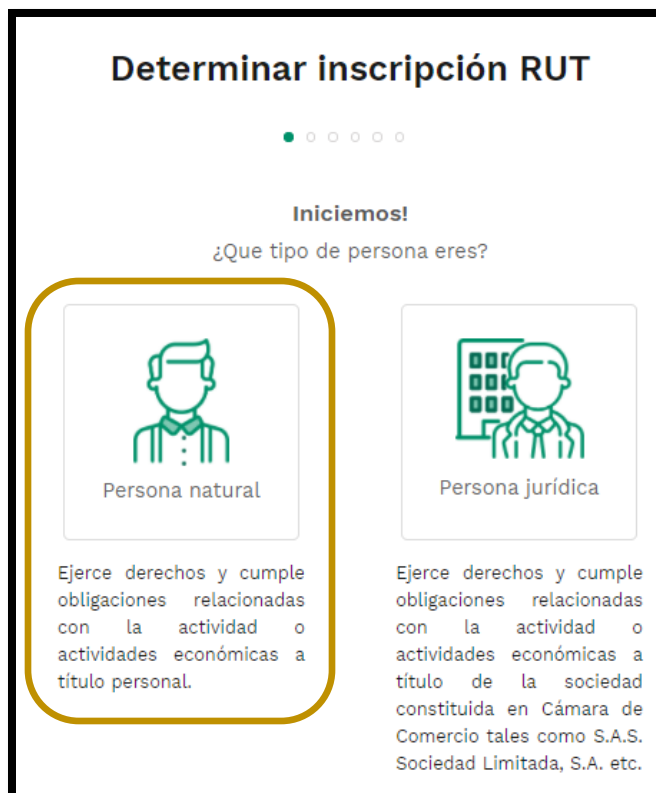 Determinar inscripción RUT
Iniciemos!
¿Que tipo de persona eres?
Persona natural
Ejerce derechos y cumple
obligaciones relacionadas
con la actividad o
actividades económicas a
título personal.
Persona jurídica
Ejerce derechos y cumple
obligaciones relacionadas
con la actividad o
actividades económicas a
título de la sociedad
constituida en Cámara de
Comercio tales como S.A.S.
Sociedad Limitada, S.A. etc.